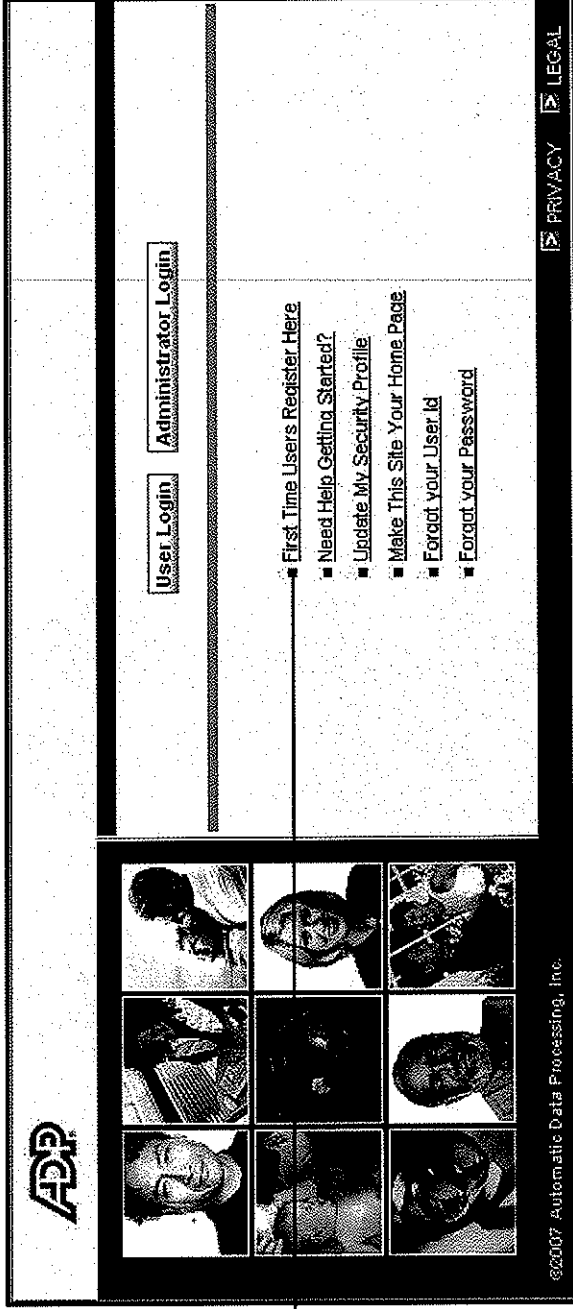 ADP
User Login Administrator Login
First Time Users Register Here
Need Help Getting Started?
Update My Security Profile
Make This Site Your Home Page
Forgot your User Id
Forgot your Password
©2007 Automatic Data Processing, Inc. PRIVACY LEGAL